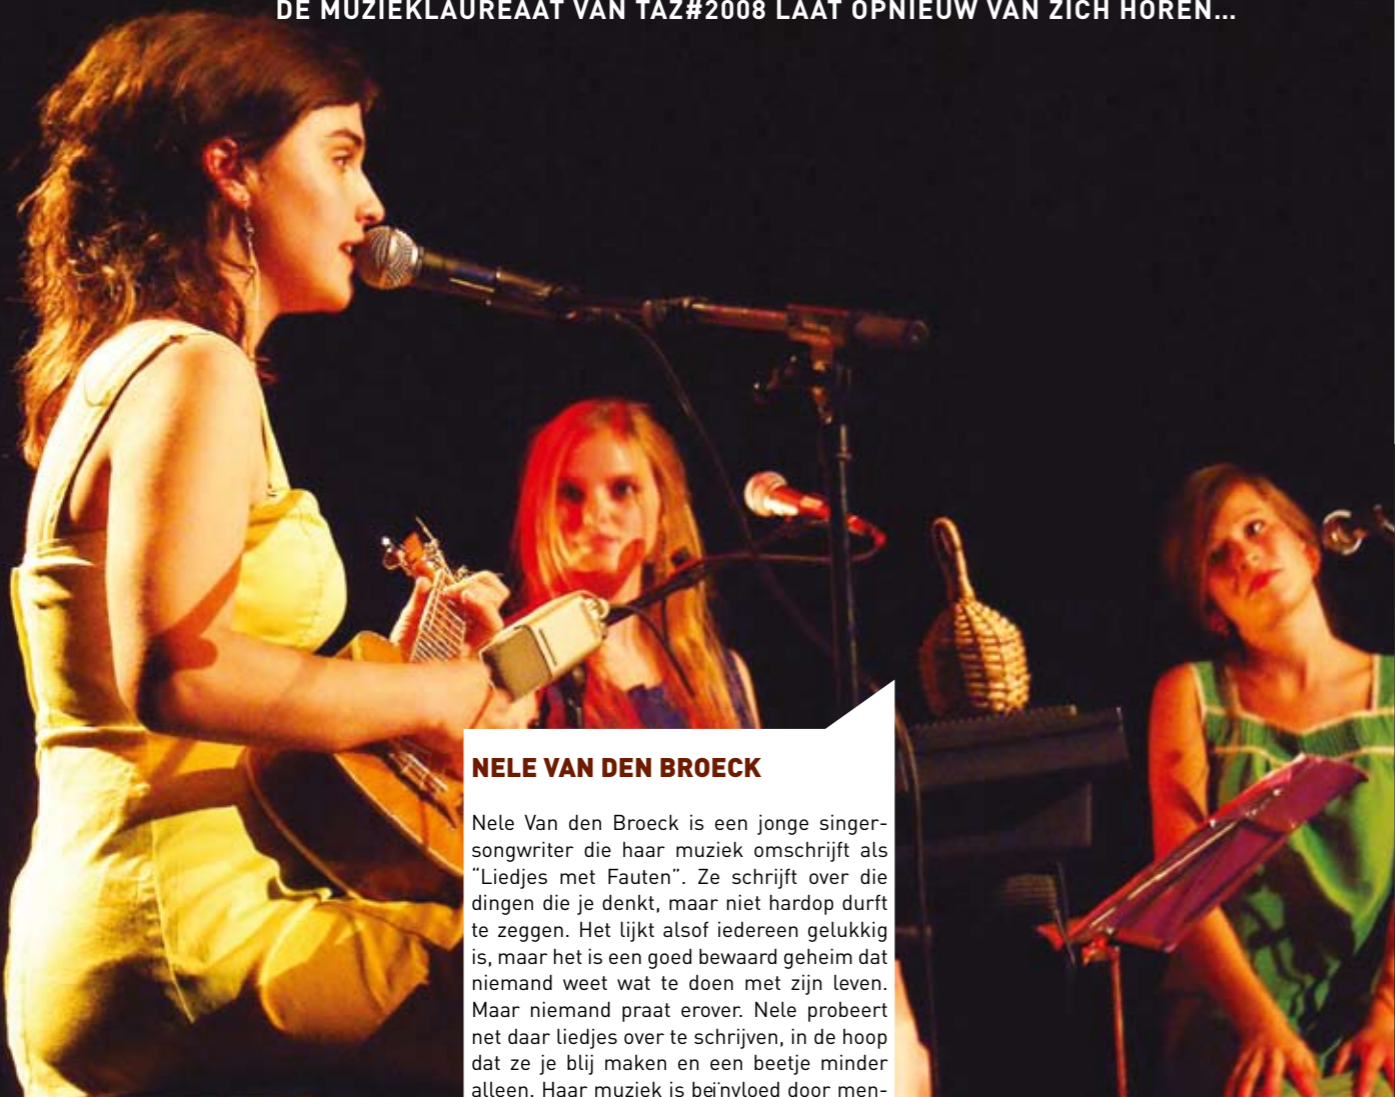 DE MUZIEKLAUREAAT VAN TAZ#2008 LAAT OPNIEUW VAN ZICH HOREN...
NELE VAN DEN BROECK
Nele Van den Broeck is een jonge singer-
songwriter die haar muziek omschrijft als
“Liedjes met Fauten”. Ze schrijft over die
dingen die je denkt, maar niet hardop durft
te zeggen. Het lijkt alsof iedereen gelukkig
is, maar het is een goed bewaard geheim dat
niemand weet wat te doen met zijn leven.
Maar niemand praat erover. Nele probeert
net daar liedjes over te schrijven, in de hoop
dat ze je blij maken en een beetje minder
alleen. Haar muziek is beïnvloed door men-